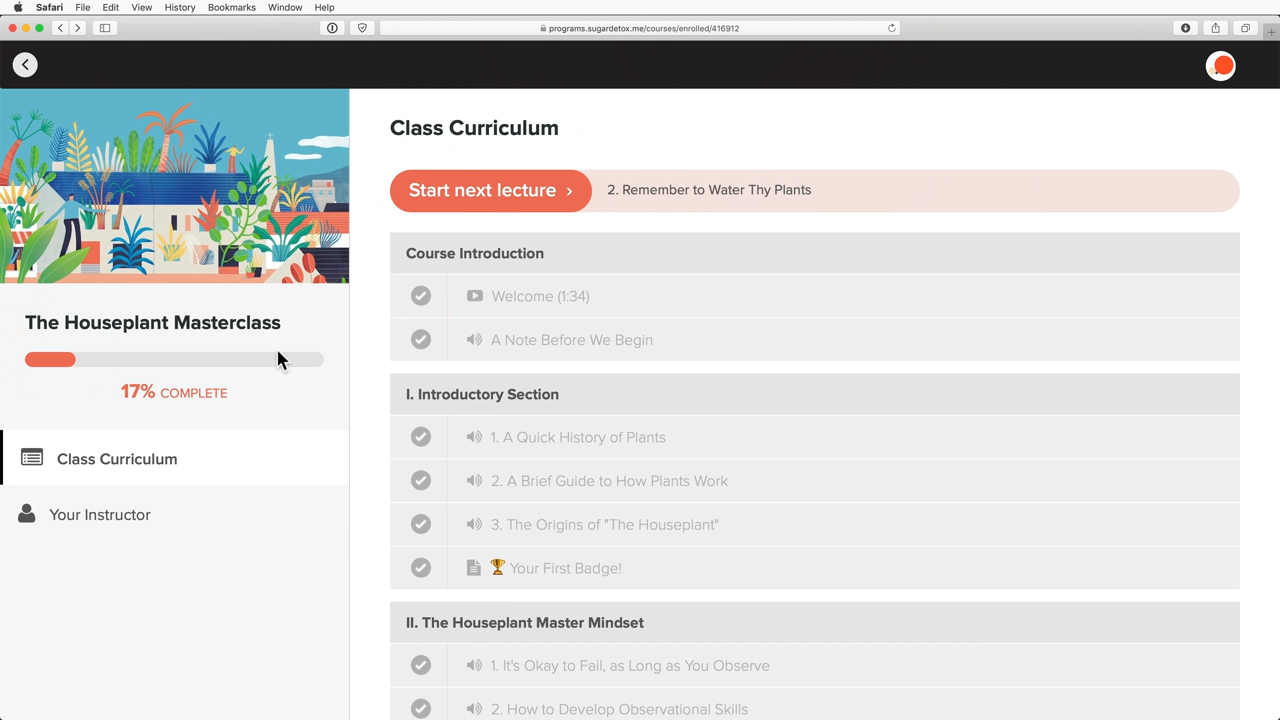 Safari File Edit View History Bookmarks Window Help
programs.sugardetox.me/courses/enrolled/416912
Class Curriculum
Start next lecture › 2. Remember to Water Thy Plants
Course Introduction
Welcome (1:34)
A Note Before We Begin
The Houseplant Masterclass
17% COMPLETE
Class Curriculum
Your Instructor
I. Introductory Section
1. A Quick History of Plants
2. A Brief Guide to How Plants Work
3. The Origins of "The Houseplant"
🏆 Your First Badge!
II. The Houseplant Master Mindset
1. It's Okay to Fail, as Long as You Observe
2. How to Develop Observational Skills